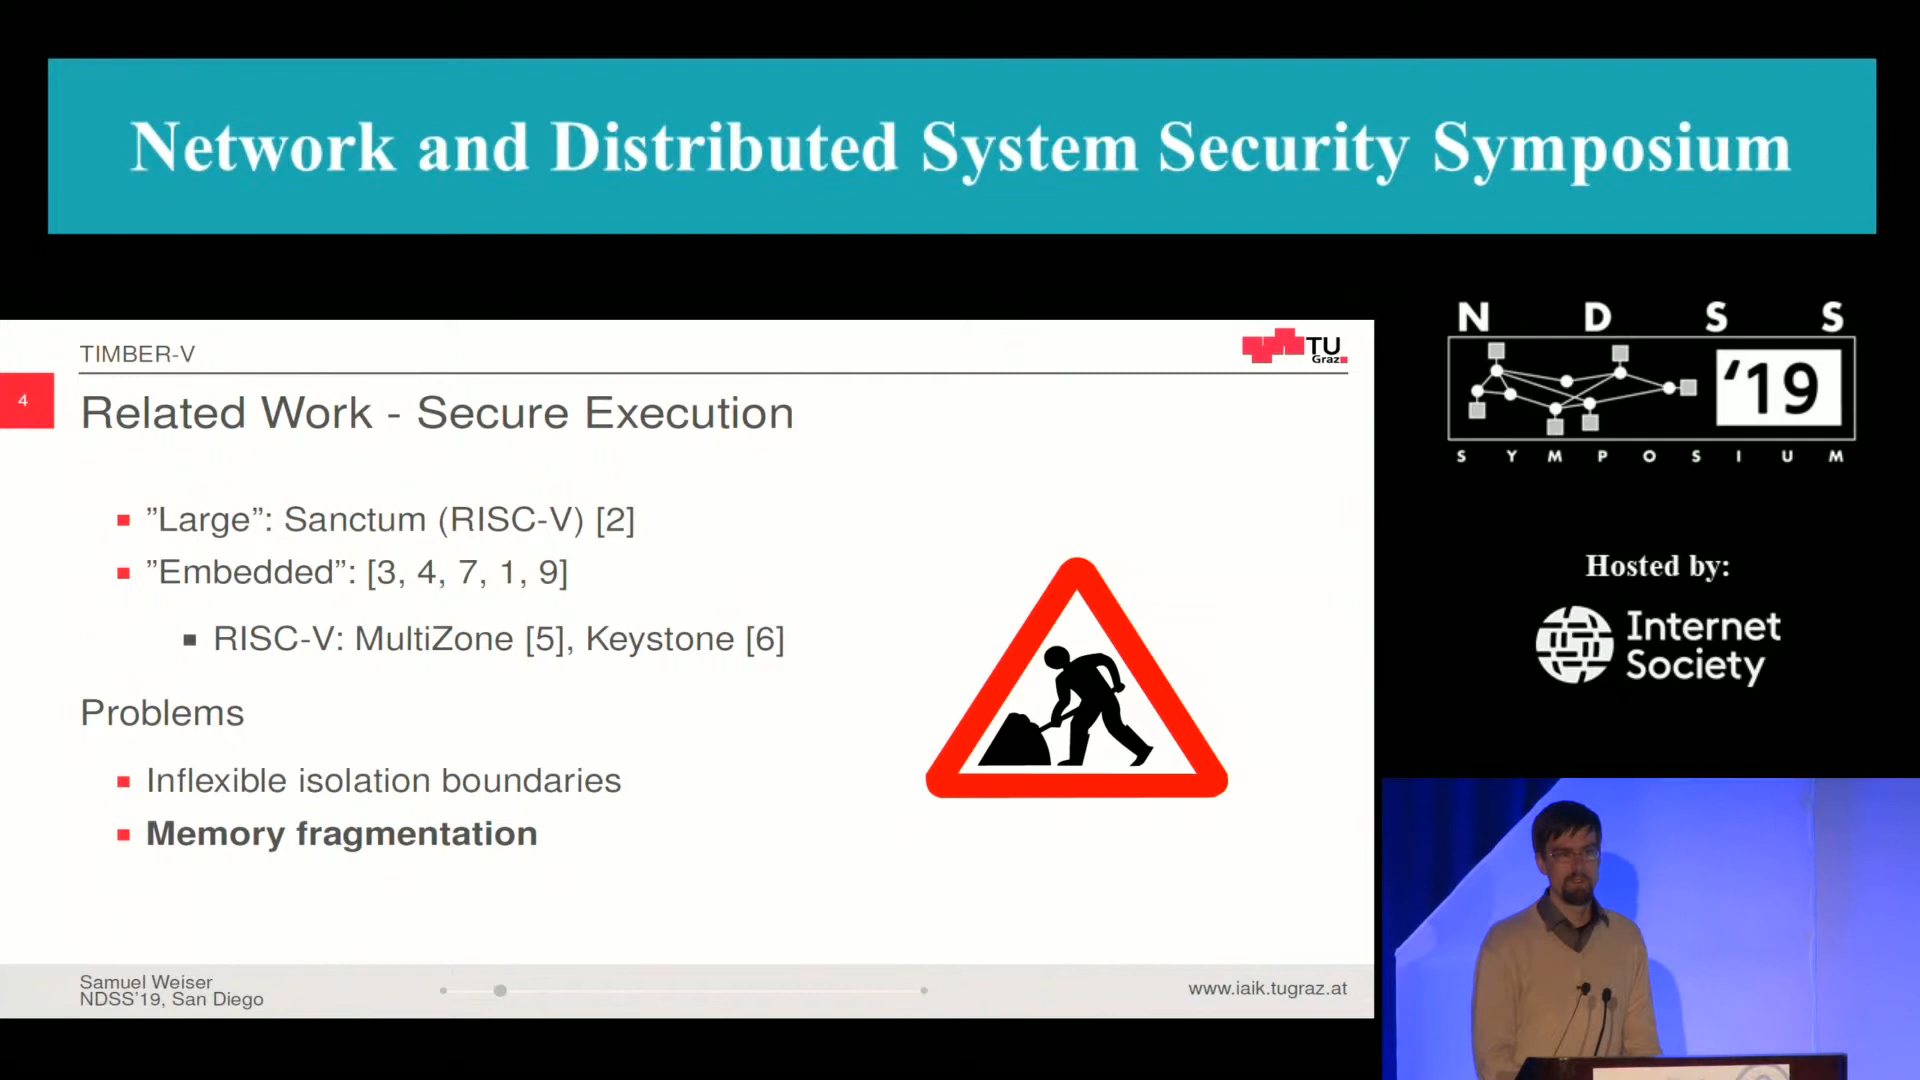 Network and Distributed System Security Symposium
N D S S
'19
S Y M P O S I U M
Hosted by:
Internet
Society
TIMBER-V
TU
Graz
4
Related Work - Secure Execution
”Large”: Sanctum (RISC-V) [2]
”Embedded”: [3, 4, 7, 1, 9]
RISC-V: MultiZone [5], Keystone [6]
Problems
Inflexible isolation boundaries
Memory fragmentation
Samuel Weiser
NDSS'19, San Diego
www.iaik.tugraz.at